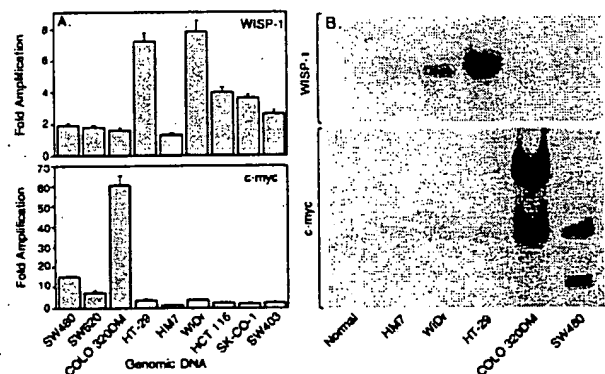 A.
WISP-1
Fold Amplification
8
6
4
2
0
c-myc
Fold Amplification
75
60
50
40
30
20
10
0
SW480
SW620
COLO 320DM
HT-29
HM7
WiDr
HCT 116
SK-CO-1
SW403
Genomic DNA
B.
WISP-1
c-myc
Normal
HM7
WiDr
HT-29
COLO 320DM
SW480